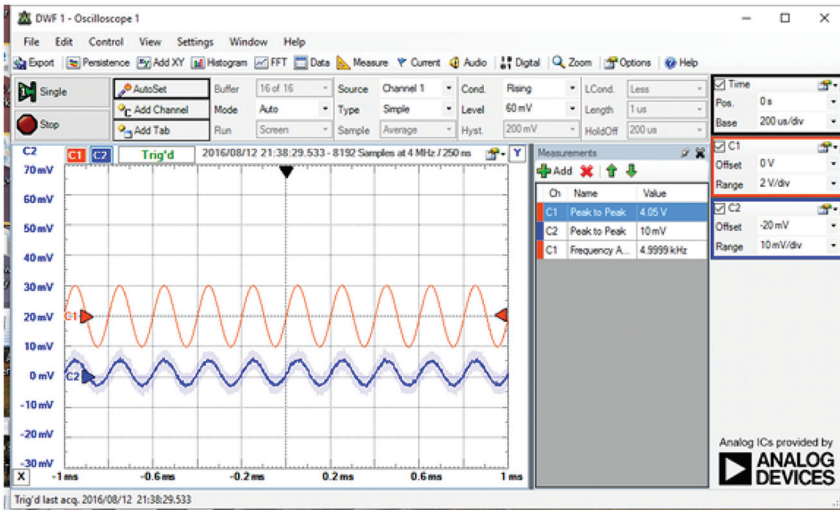 DWF 1 - Oscilloscope 1
File Edit Control View Settings Window Help
Export Persistence Add XY Histogram FFT Data Measure Current Audio Digital Zoom Options Help
Single AutoSet Buffer 16 of 16 Source Channel 1 Cond. Rising LCond. Less
Add Channel Mode Auto Type Simple Level 60 mV Length 1 us
Stop Add Tab Run Screen Sample Average Hyst. 200 mV HoldOff 200 us
Time
Pos. 0 s
Base 200 us/div
C1
Offset 0 V
Range 2 V/div
C2
Offset -20 mV
Range 10 mV/div
C2 C1 C2 Trig'd 2016/08/12 21:38:29.533 - 8192 Samples at 4 MHz / 250 ns Y
70 mV
60 mV
50 mV
40 mV
30 mV
20 mV
10 mV
0 mV
-10 mV
-20 mV
-30 mV
C1
C2
X -1 ms -0.6 ms -0.2 ms 0.2 ms 0.6 ms 1 ms
Measurements
Add
Ch Name Value
C1 Peak to Peak 4.05 V
C2 Peak to Peak 10 mV
C1 Frequency A... 4.9999 kHz
Analog ICs provided by
ANALOG
DEVICES
Trig'd last acq. 2016/08/12 21:38:29.533